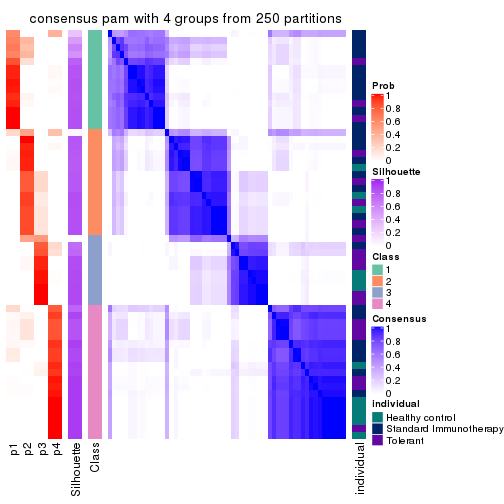 consensus pam with 4 groups from 250 partitions
Prob
1
0.8
0.6
0.4
0.2
0
Silhouette
1
0.8
0.6
0.4
0.2
0
Class
1
2
3
4
Consensus
1
0.8
0.6
0.4
0.2
0
individual
Healthy control
Standard Immunotherapy
Tolerant
p1
p2
p3
p4
Silhouette
Class
individual